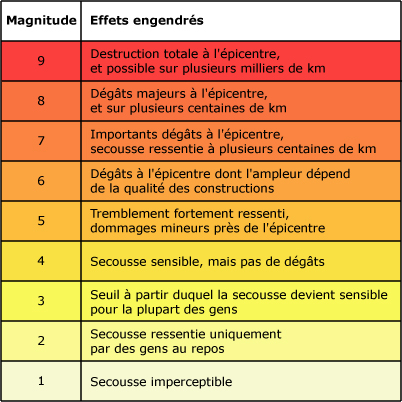 Magnitude Effets engendrés
9 Destruction totale à l'épicentre,
et possible sur plusieurs milliers de km
8 Dégâts majeurs à l'épicentre,
et sur plusieurs centaines de km
7 Importants dégâts à l'épicentre,
secousse ressentie à plusieurs centaines de km
6 Dégâts à l'épicentre dont l'ampleur dépend
de la qualité des constructions
5 Tremblement fortement ressenti,
dommages mineurs près de l'épicentre
4 Secousse sensible, mais pas de dégâts
3 Seuil à partir duquel la secousse devient sensible
pour la plupart des gens
2 Secousse ressentie uniquement
par des gens au repos
1 Secousse imperceptible